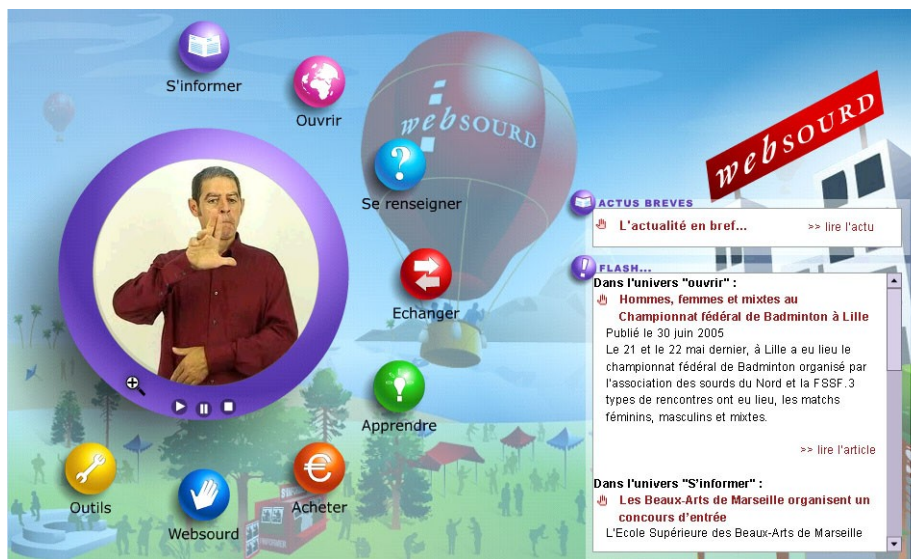 S'informer
Ouvrir
webSOURD
Se renseigner
Echanger
Apprendre
Acheter
Websourd
Outils
webSOURD
ACTUS BREVES
L'actualité en bref...
>> lire l'actu
FLASH...
Dans l'univers "ouvrir" :
Hommes, femmes et mixtes au
Championnat fédéral de Badminton à Lille
Publié le 30 juin 2005
Le 21 et le 22 mai dernier, à Lille a eu lieu le
championnat fédéral de Badminton organisé par
l'association des sourds du Nord et la FSSF.3
types de rencontres ont eu lieu, les matchs
féminins, masculins et mixtes.
>> lire l'article
Dans l'univers "S'informer" :
Les Beaux-Arts de Marseille organisent un
concours d'entrée
L'Ecole Supérieure des Beaux-Arts de Marseille